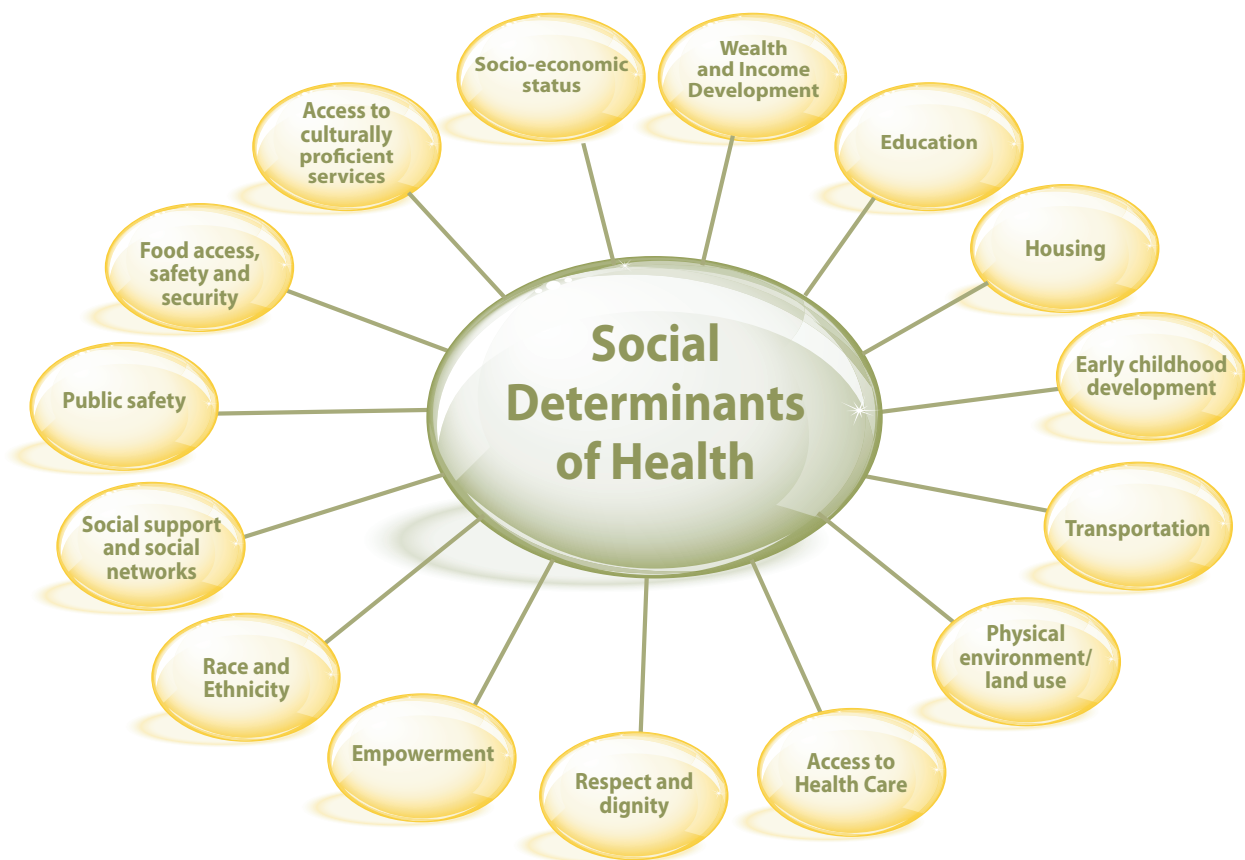 Social
Determinants
of Health
Socio-economic
status
Wealth
and Income
Development
Education
Housing
Early childhood
development
Transportation
Physical
environment/
land use
Access to
Health Care
Respect and
dignity
Empowerment
Race and
Ethnicity
Social support
and social
networks
Public safety
Food access,
safety and
security
Access to
culturally
proficient
services